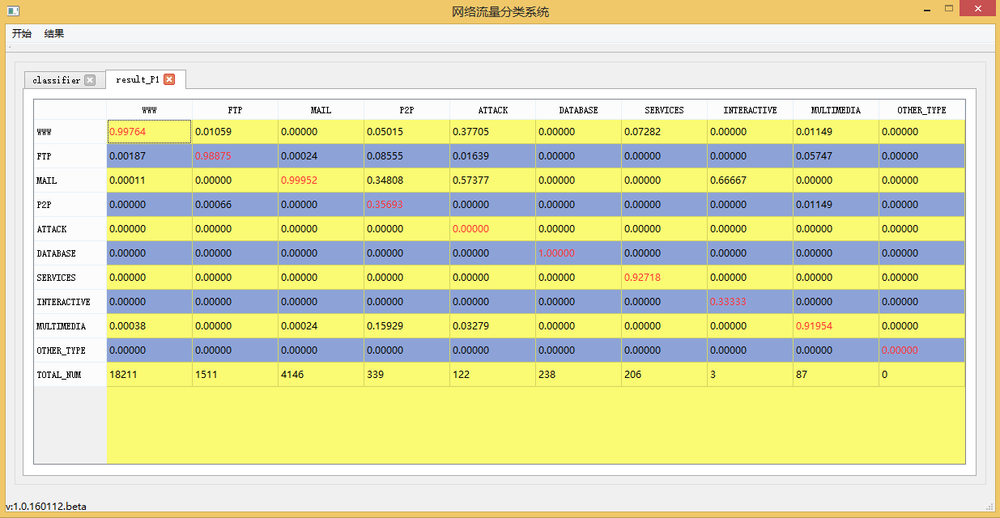 网络流量分类系统
开始 结果
classifier result_P1
WWW FTP MAIL P2P ATTACK DATABASE SERVICES INTERACTIVE MULTIMEDIA OTHER_TYPE
WWW 0.99764 0.01059 0.00000 0.05015 0.37705 0.00000 0.07282 0.00000 0.01149 0.00000
FTP 0.00187 0.98875 0.00024 0.08555 0.01639 0.00000 0.00000 0.00000 0.05747 0.00000
MAIL 0.00011 0.00000 0.99952 0.34808 0.57377 0.00000 0.00000 0.66667 0.00000 0.00000
P2P 0.00000 0.00066 0.00000 0.35693 0.00000 0.00000 0.00000 0.00000 0.01149 0.00000
ATTACK 0.00000 0.00000 0.00000 0.00000 0.00000 0.00000 0.00000 0.00000 0.00000 0.00000
DATABASE 0.00000 0.00000 0.00000 0.00000 0.00000 1.00000 0.00000 0.00000 0.00000 0.00000
SERVICES 0.00000 0.00000 0.00000 0.00000 0.00000 0.00000 0.92718 0.00000 0.00000 0.00000
INTERACTIVE 0.00000 0.00000 0.00000 0.00000 0.00000 0.00000 0.00000 0.33333 0.00000 0.00000
MULTIMEDIA 0.00038 0.00000 0.00024 0.15929 0.03279 0.00000 0.00000 0.00000 0.91954 0.00000
OTHER_TYPE 0.00000 0.00000 0.00000 0.00000 0.00000 0.00000 0.00000 0.00000 0.00000 0.00000
TOTAL_NUM 18211 1511 4146 339 122 238 206 3 87 0
v:1.0.160112.beta